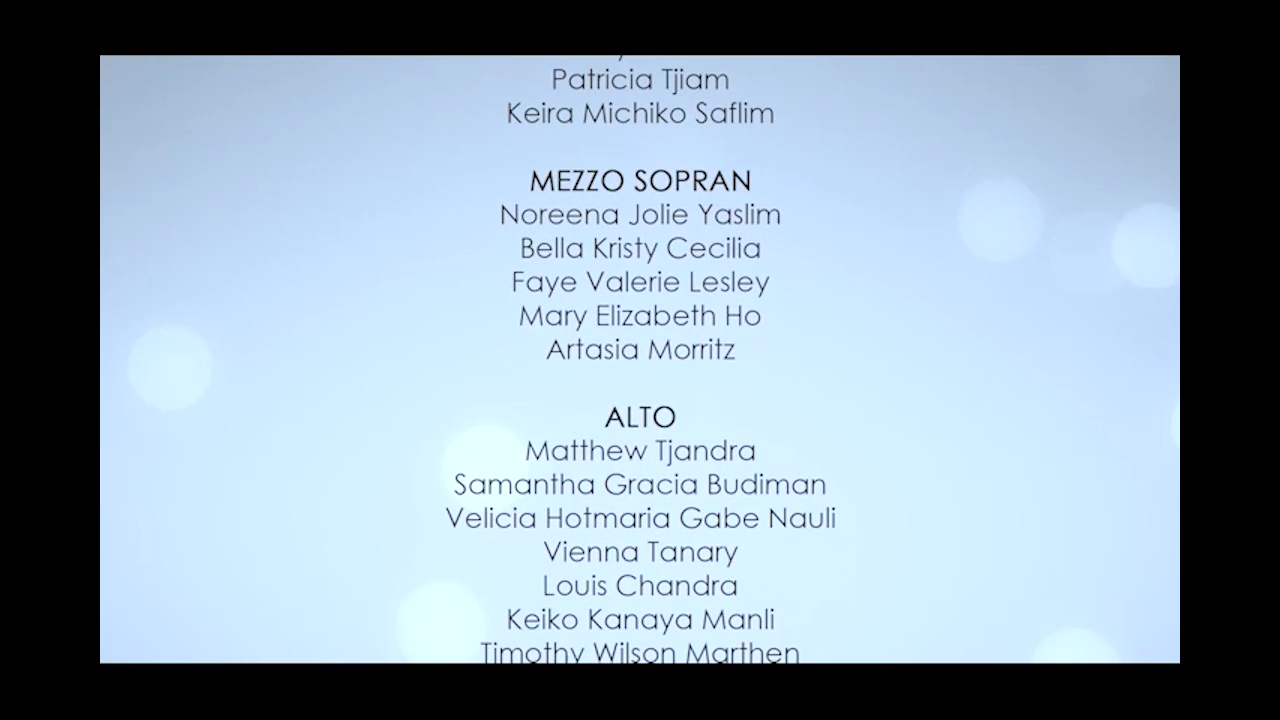 Patricia Tjiam
Keira Michiko Saflim
MEZZO SOPRAN
Noreena Jolie Yaslim
Bella Kristy Cecilia
Faye Valerie Lesley
Mary Elizabeth Ho
Artasia Morritz
ALTO
Matthew Tjandra
Samantha Gracia Budiman
Velicia Hotmaria Gabe Nauli
Vienna Tanary
Louis Chandra
Keiko Kanaya Manli
Timothy Wilson Marthen